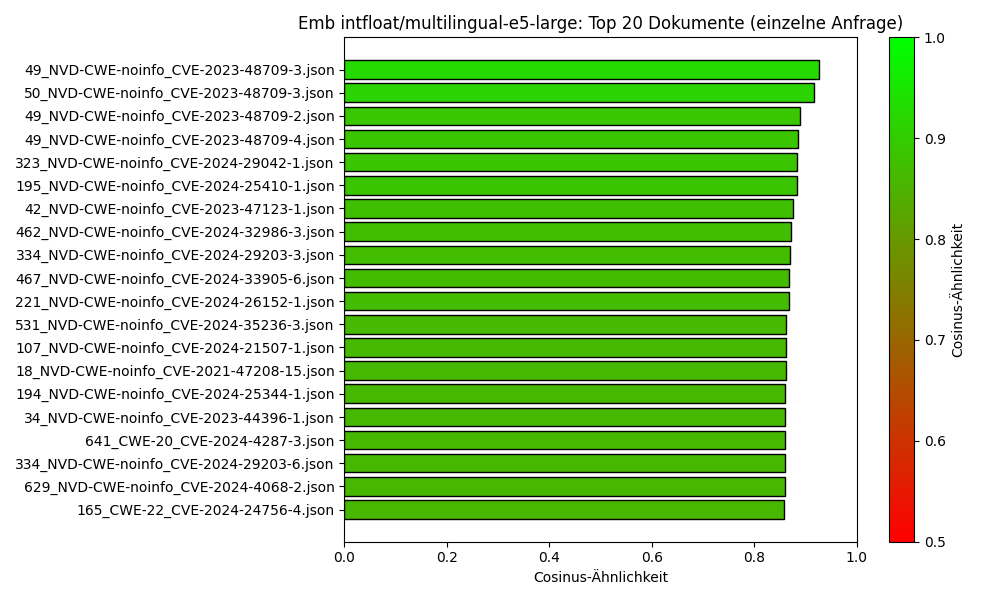 Emb intfloat/multilingual-e5-large: Top 20 Dokumente (einzelne Anfrage)
49_NVD-CWE-noinfo_CVE-2023-48709-3.json
50_NVD-CWE-noinfo_CVE-2023-48709-3.json
49_NVD-CWE-noinfo_CVE-2023-48709-2.json
49_NVD-CWE-noinfo_CVE-2023-48709-4.json
323_NVD-CWE-noinfo_CVE-2024-29042-1.json
195_NVD-CWE-noinfo_CVE-2024-25410-1.json
42_NVD-CWE-noinfo_CVE-2023-47123-1.json
462_NVD-CWE-noinfo_CVE-2024-32986-3.json
334_NVD-CWE-noinfo_CVE-2024-29203-3.json
467_NVD-CWE-noinfo_CVE-2024-33905-6.json
221_NVD-CWE-noinfo_CVE-2024-26152-1.json
531_NVD-CWE-noinfo_CVE-2024-35236-3.json
107_NVD-CWE-noinfo_CVE-2024-21507-1.json
18_NVD-CWE-noinfo_CVE-2021-47208-15.json
194_NVD-CWE-noinfo_CVE-2024-25344-1.json
34_NVD-CWE-noinfo_CVE-2023-44396-1.json
641_CWE-20_CVE-2024-4287-3.json
334_NVD-CWE-noinfo_CVE-2024-29203-6.json
629_NVD-CWE-noinfo_CVE-2024-4068-2.json
165_CWE-22_CVE-2024-24756-4.json
0.0 0.2 0.4 0.6 0.8 1.0
Cosinus-Ähnlichkeit
1.0
0.9
0.8
0.7
0.6
0.5
Cosinus-Ähnlichkeit